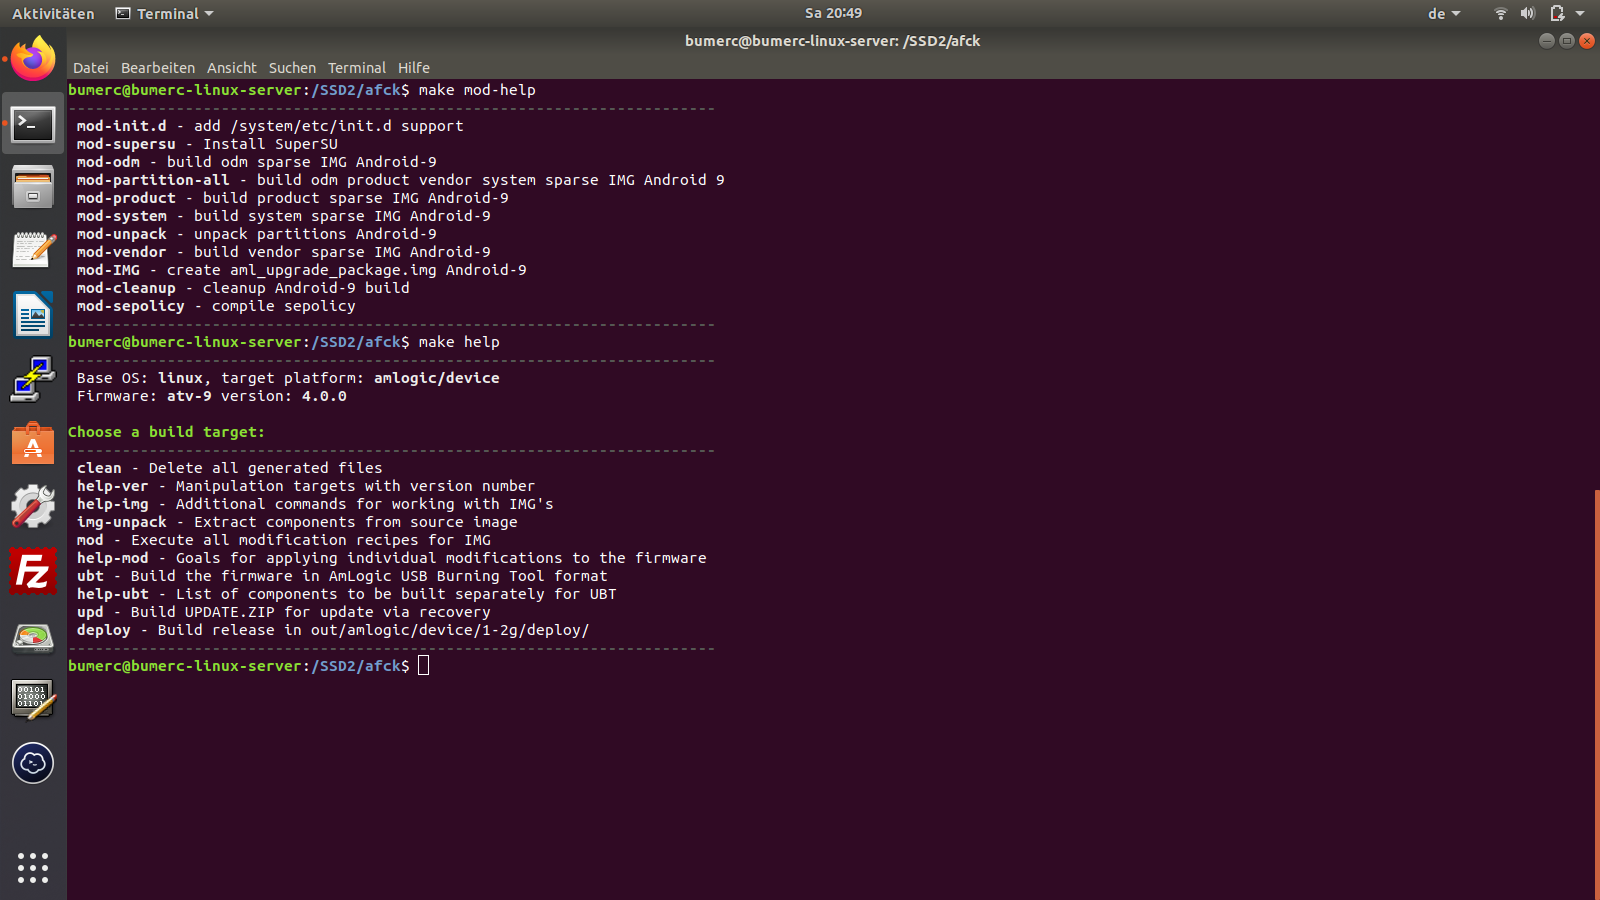 Aktivitäten Terminal Sa 20:49 de
bumerc@bumerc-linux-server: /SSD2/afck
Datei Bearbeiten Ansicht Suchen Terminal Hilfe
bumerc@bumerc-linux-server:/SSD2/afck$ make mod-help
------------------------------------------------------------------------
mod-init.d - add /system/etc/init.d support
mod-supersu - Install SuperSU
mod-odm - build odm sparse IMG Android-9
mod-partition-all - build odm product vendor system sparse IMG Android 9
mod-product - build product sparse IMG Android-9
mod-system - build system sparse IMG Android-9
mod-unpack - unpack partitions Android-9
mod-vendor - build vendor sparse IMG Android-9
mod-IMG - create aml_upgrade_package.img Android-9
mod-cleanup - cleanup Android-9 build
mod-sepolicy - compile sepolicy
------------------------------------------------------------------------
bumerc@bumerc-linux-server:/SSD2/afck$ make help
------------------------------------------------------------------------
Base OS: linux, target platform: amlogic/device
Firmware: atv-9 version: 4.0.0
Choose a build target:
------------------------------------------------------------------------
clean - Delete all generated files
help-ver - Manipulation targets with version number
help-img - Additional commands for working with IMG's
img-unpack - Extract components from source image
mod - Execute all modification recipes for IMG
help-mod - Goals for applying individual modifications to the firmware
ubt - Build the firmware in AmLogic USB Burning Tool format
help-ubt - List of components to be built separately for UBT
upd - Build UPDATE.ZIP for update via recovery
deploy - Build release in out/amlogic/device/1-2g/deploy/
------------------------------------------------------------------------
bumerc@bumerc-linux-server:/SSD2/afck$
A
Fz
00101
01000
01101